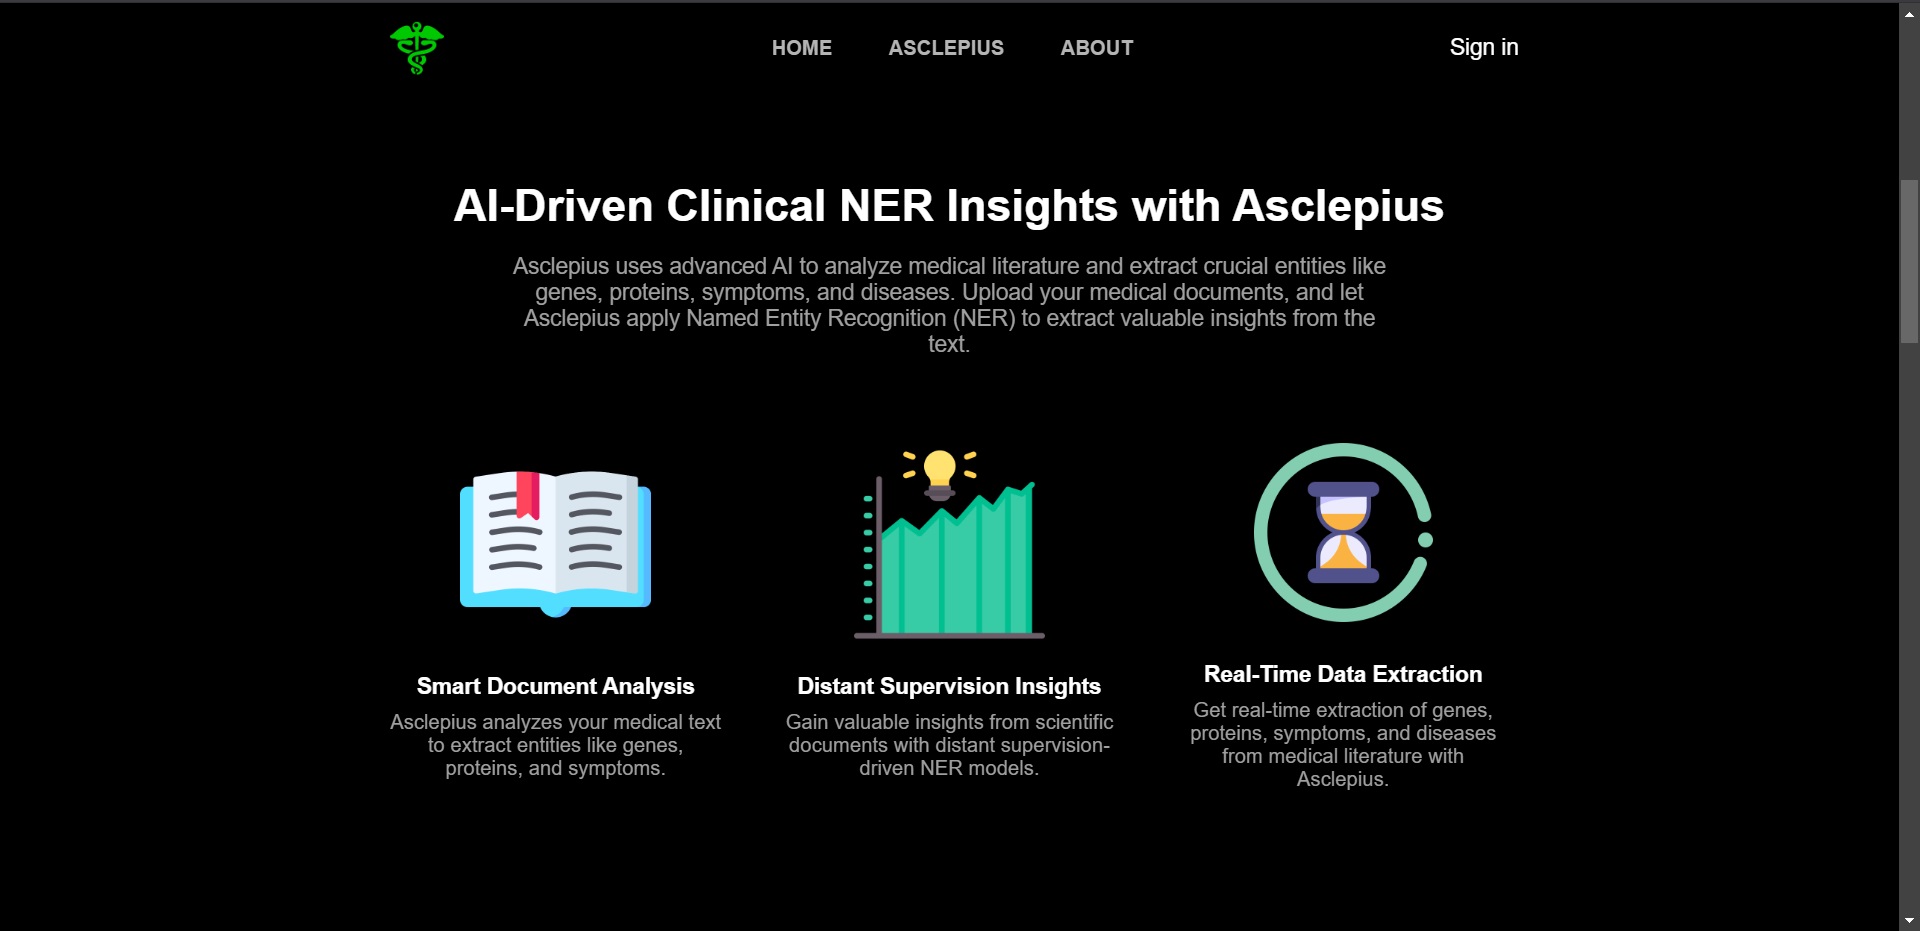 HOME ASCLEPIUS ABOUT Sign in
AI-Driven Clinical NER Insights with Asclepius
Asclepius uses advanced AI to analyze medical literature and extract crucial entities like
genes, proteins, symptoms, and diseases. Upload your medical documents, and let
Asclepius apply Named Entity Recognition (NER) to extract valuable insights from the
text.
Smart Document Analysis
Asclepius analyzes your medical text
to extract entities like genes,
proteins, and symptoms.
Distant Supervision Insights
Gain valuable insights from scientific
documents with distant supervision-
driven NER models.
Real-Time Data Extraction
Get real-time extraction of genes,
proteins, symptoms, and diseases
from medical literature with
Asclepius.